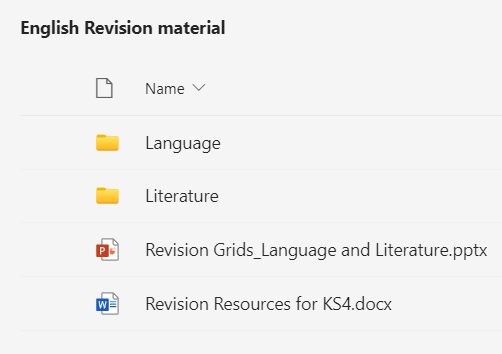 English Revision material
Name
Language
Literature
P
Revision Grids_Language and Literature.pptx
W
Revision Resources for KS4.docx